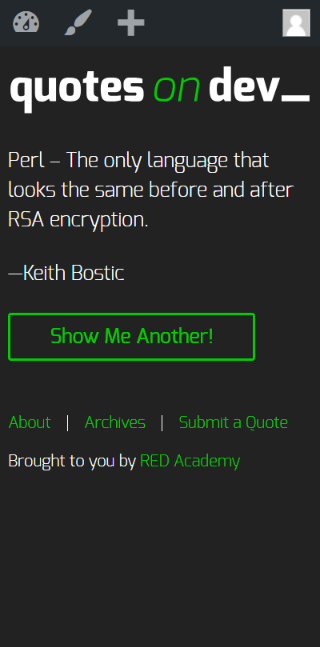 quotes on dev_
Perl – The only language that
looks the same before and after
RSA encryption.
—Keith Bostic
Show Me Another!
About | Archives | Submit a Quote
Brought to you by RED Academy